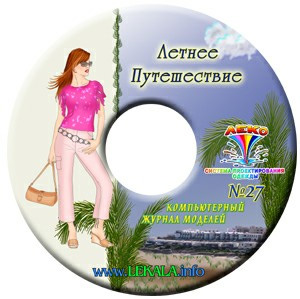 Летнее
Путешествие
ЛЕКО
СИСТЕМА ПРОЕКТИРОВАНИЯ
ОДЕЖДЫ
№27
КОМПЬЮТЕРНЫЙ
ЖУРНАЛ МОДЕЛЕЙ
www.LEKALA.info